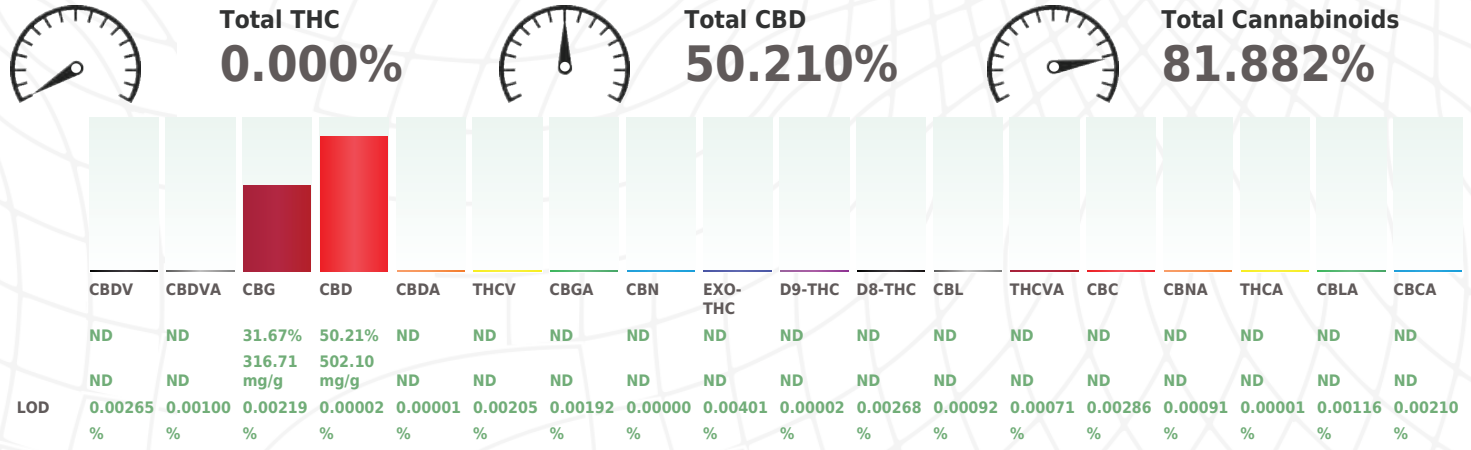 Total THC
0.000%
Total CBD
50.210%
Total Cannabinoids
81.882%
CBDV CBDVA CBG CBD CBDA THCV CBGA CBN EXO- D9-THC D8-THC CBL THCVA CBC CBNA THCA CBLA CBCA
THC
ND ND 31.67% 50.21% ND ND ND ND ND ND ND ND ND ND ND ND ND ND
316.71 502.10
ND ND mg/g mg/g ND ND ND ND ND ND ND ND ND ND ND ND ND ND
LOD 0.00265 0.00100 0.00219 0.00002 0.00001 0.00205 0.00192 0.00000 0.00401 0.00002 0.00268 0.00092 0.00071 0.00286 0.00091 0.00001 0.00116 0.00210
% % % % % % % % % % % % % % % % % %